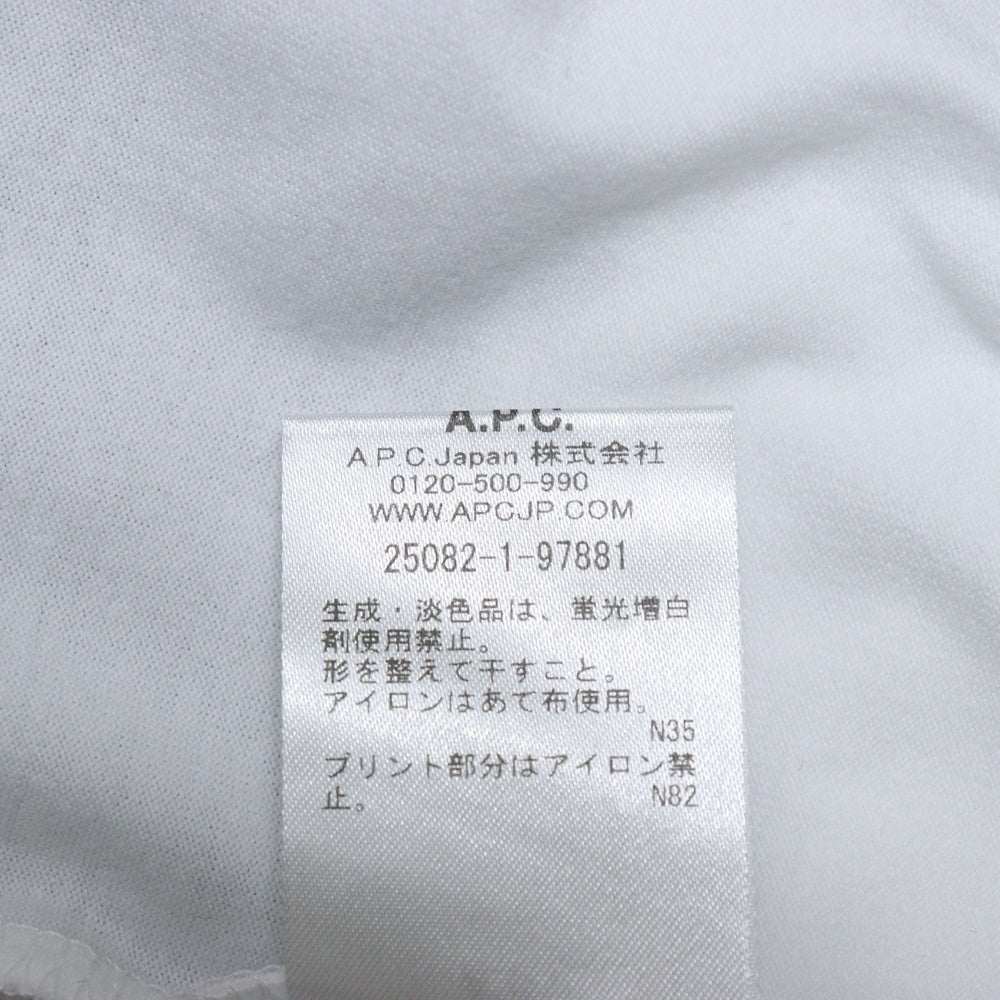 A.P.C.
A.P.C.Japan 株式会社
0120-500-990
WWW.APCJP.COM
25082-1-97881
生成・淡色品は、蛍光増白
剤使用禁止。
形を整えて干すこと。
アイロンはあて布使用。
N35
プリント部分はアイロン禁
止。 N82